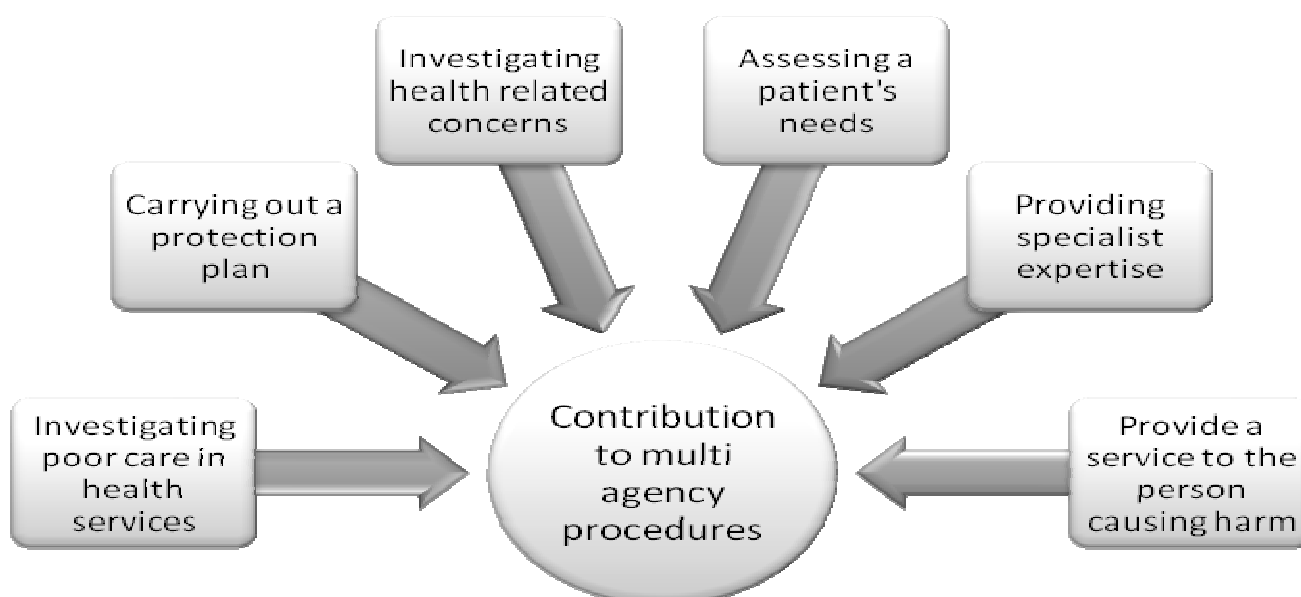 Investigating
health related
concerns
Assessing a
patient's
needs
Carrying out a
protection
plan
Providing
specialist
expertise
Investigating
poor care in
health
services
Contribution
to multi
agency
procedures
Provide a
service to the
person
causing harm